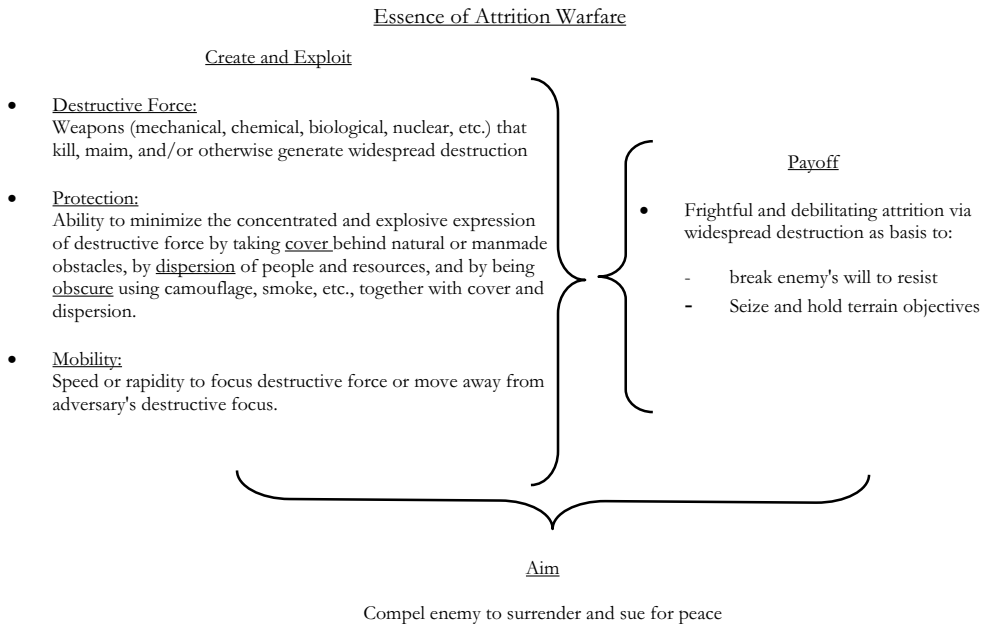 Essence of Attrition Warfare
Create and Exploit
• Destructive Force:
Weapons (mechanical, chemical, biological, nuclear, etc.) that
kill, maim, and/or otherwise generate widespread destruction
• Protection:
Ability to minimize the concentrated and explosive expression
of destructive force by taking cover behind natural or manmade
obstacles, by dispersion of people and resources, and by being
obscure using camouflage, smoke, etc., together with cover and
dispersion.
• Mobility:
Speed or rapidity to focus destructive force or move away from
adversary's destructive focus.
Payoff
• Frightful and debilitating attrition via
widespread destruction as basis to:
- break enemy's will to resist
- Seize and hold terrain objectives
Aim
Compel enemy to surrender and sue for peace